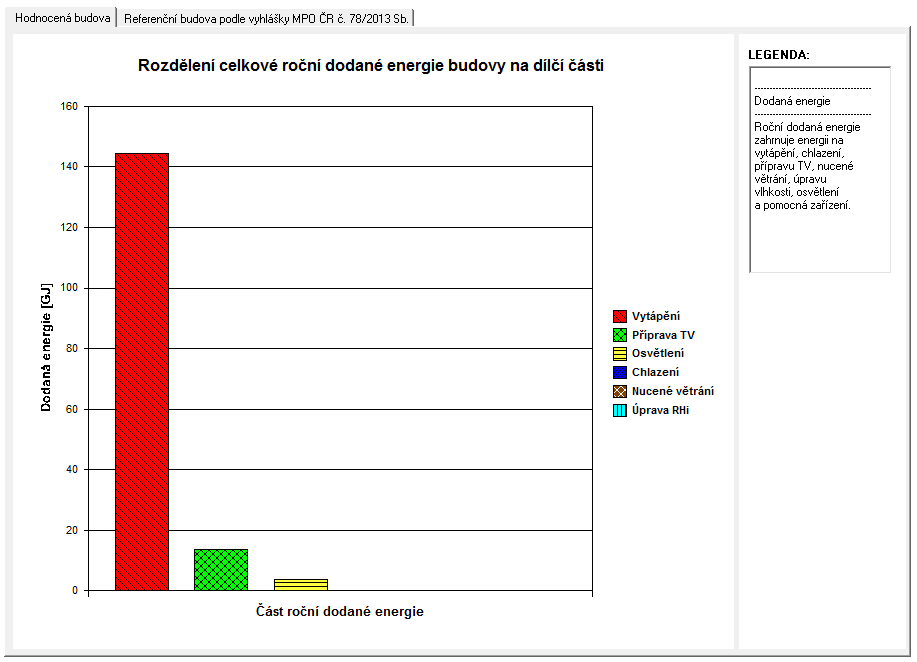 Hodnocená budova
Referenční budova podle vyhlášky MPO ČR č. 78/2013 Sb.
Rozdělení celkové roční dodané energie budovy na dílčí části
160
140
120
100
80
60
40
20
0
Dodaná energie [GJ]
Část roční dodané energie
Vytápění
Příprava TV
Osvětlení
Chlazení
Nucené větrání
Úprava RHi
LEGENDA:
Dodaná energie
Roční dodaná energie
zahrnuje energii na
vytápění, chlazení,
přípravu TV, nucené
větrání, úpravu
vlhkosti, osvětlení
a pomocná zařízení.